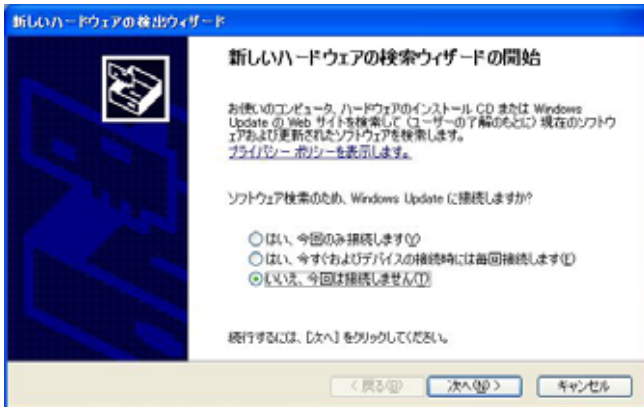 新しいハードウェアの検出ウィザード
新しいハードウェアの検索ウィザードの開始
お使いのコンピュータ、ハードウェアのインストール CD または Windows
Update の Web サイトを検索して (ユーザーの了解のもとに) 現在のソフトウ
ェアおよび更新されたソフトウェアを検索します。
プライバシー ポリシーを表示します。
ソフトウェア検索のため、Windows Update に接続しますか?
はい、今回のみ接続します(Y)
はい、今すぐおよびデバイスの接続時には毎回接続します(E)
いいえ、今回は接続しません(T)
続行するには、[次へ] をクリックしてください。
< 戻る(B) 次へ(N) > キャンセル